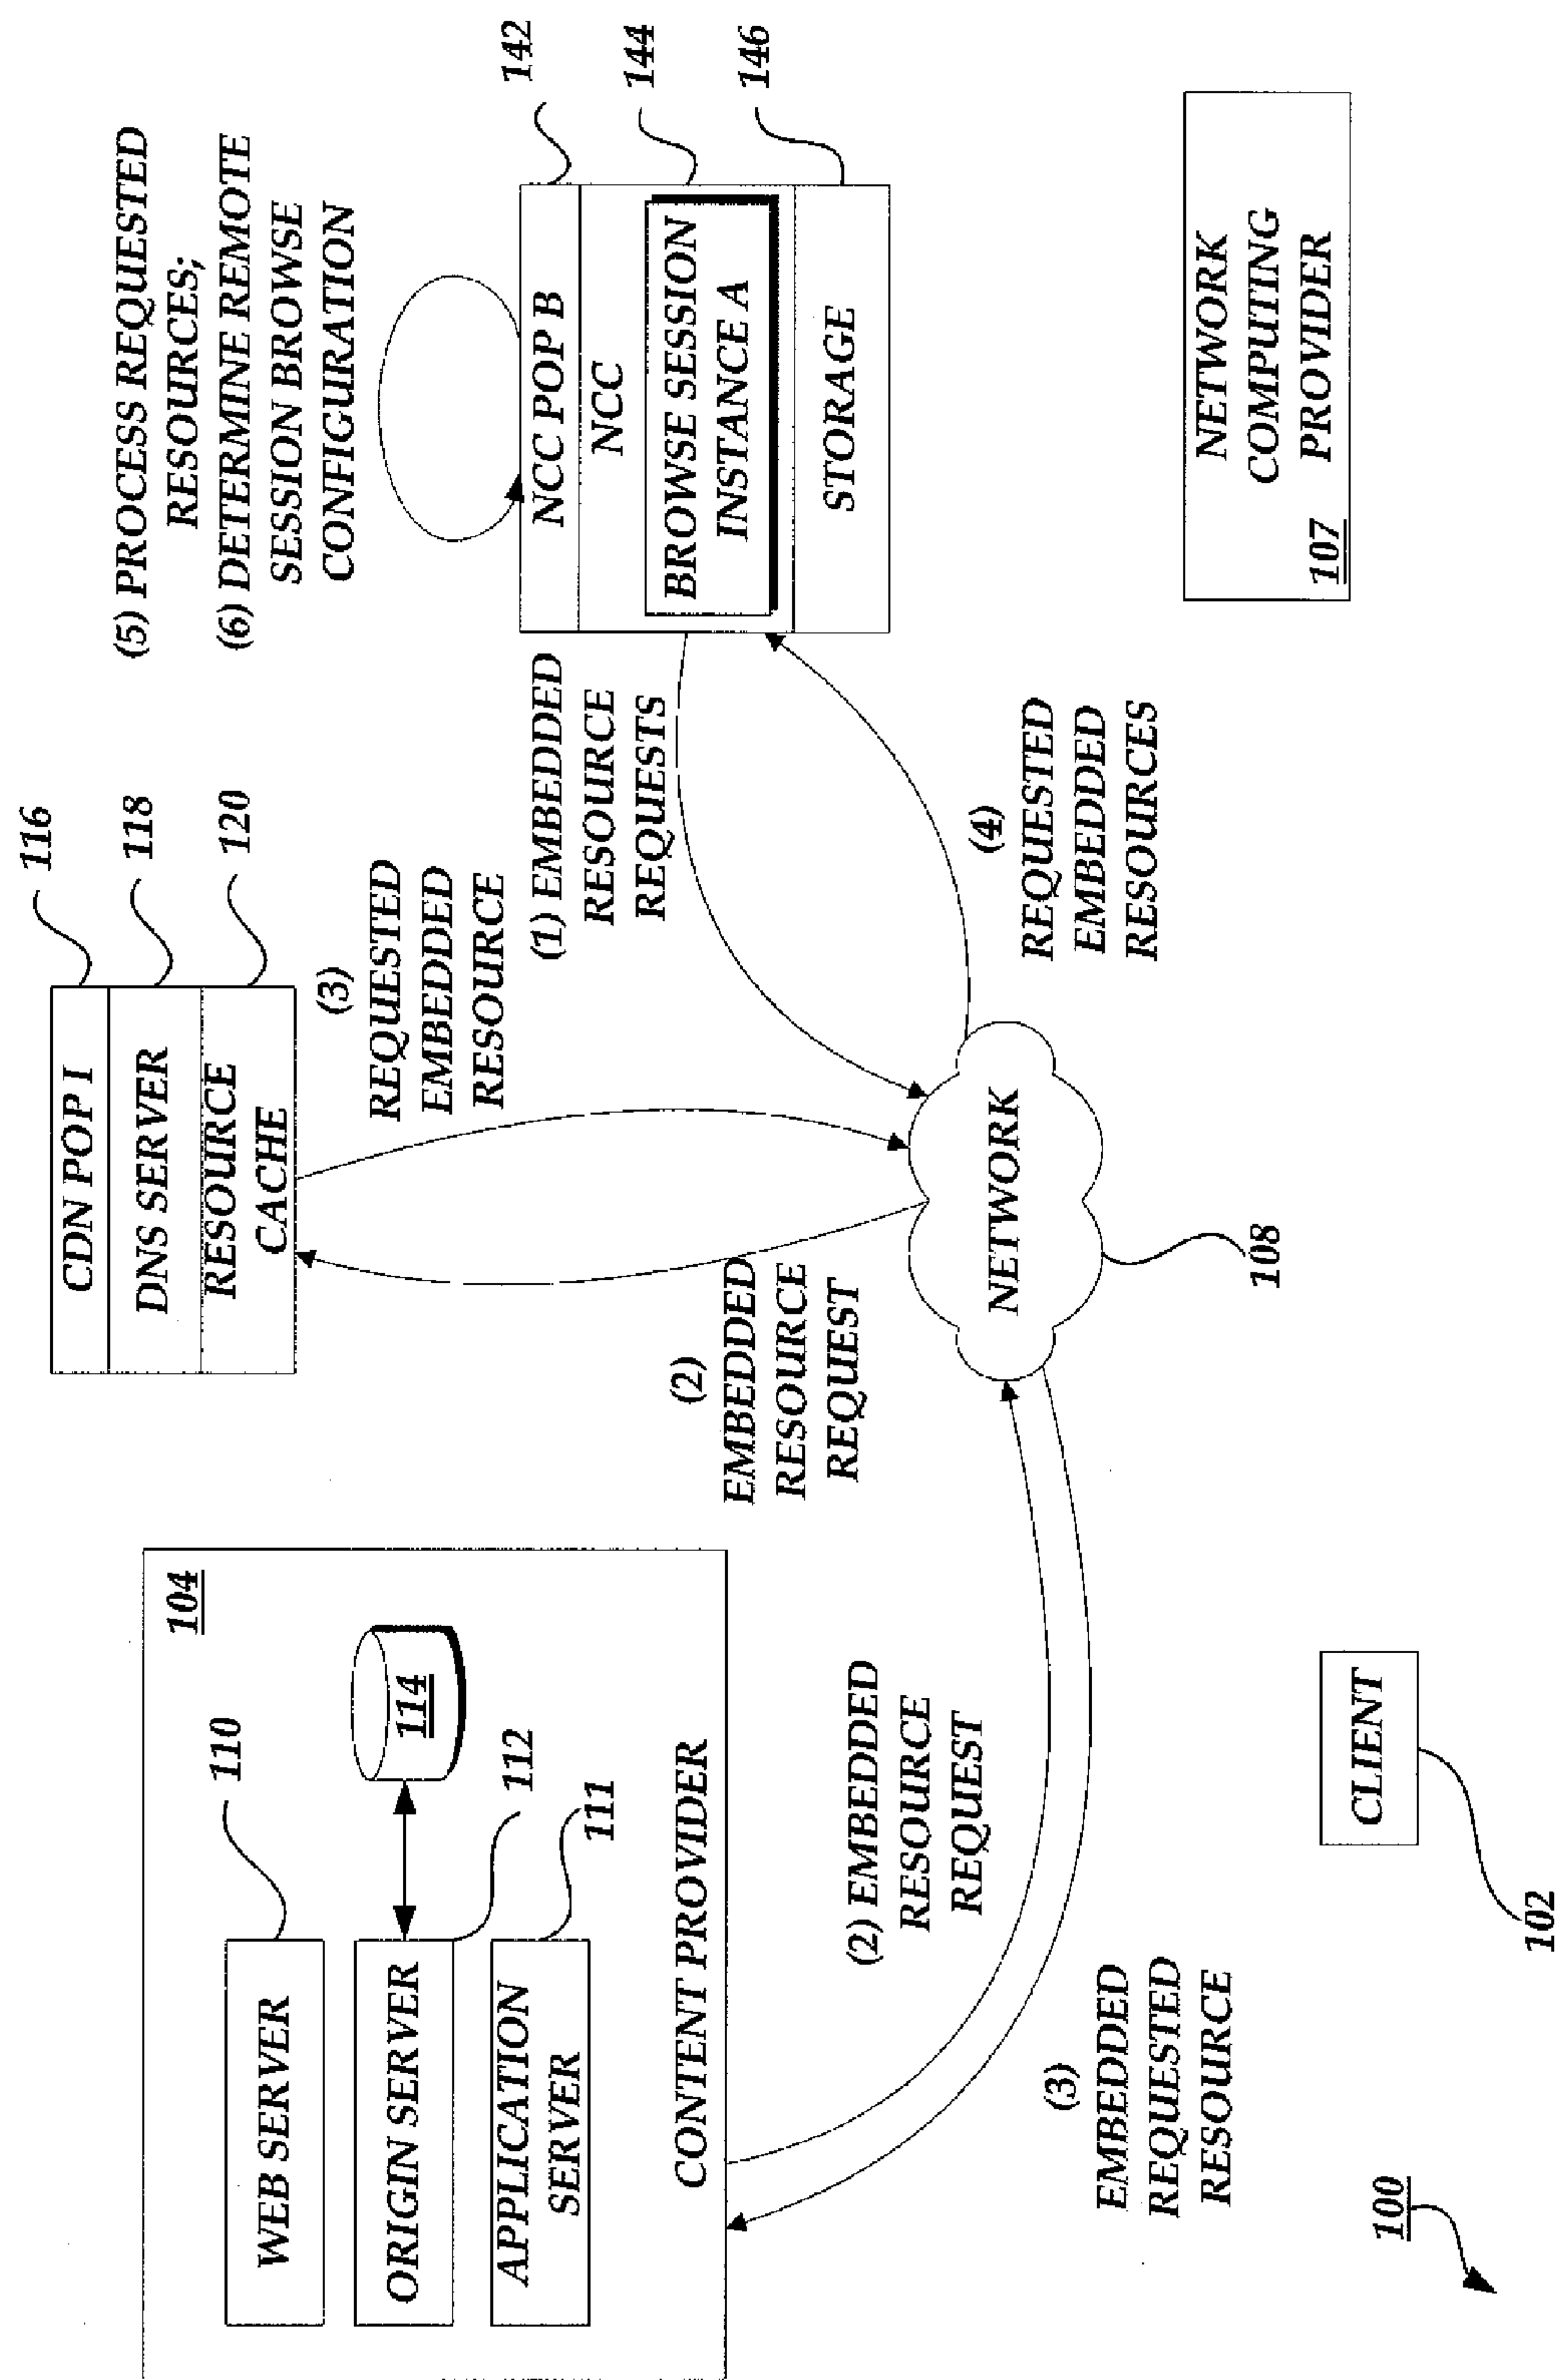 104
WEB SERVER
110
ORIGIN SERVER
114
112
APPLICATION
SERVER
111
CONTENT PROVIDER
CDN POP I
116
DNS SERVER
118
RESOURCE
CACHE
120
(5) PROCESS REQUESTED
RESOURCES;
(6) DETERMINE REMOTE
SESSION BROWSE
CONFIGURATION
NCC POP B
142
NCC
BROWSE SESSION
INSTANCE A
144
STORAGE
146
(3)
REQUESTED
EMBEDDED
RESOURCE
(1) EMBEDDED
RESOURCE
REQUESTS
(2)
EMBEDDED
RESOURCE
REQUEST
(2) EMBEDDED
RESOURCE
REQUEST
(4)
REQUESTED
EMBEDDED
RESOURCES
NETWORK
108
(3)
EMBEDDED
REQUESTED
RESOURCE
NETWORK
COMPUTING
PROVIDER
107
CLIENT
102
100